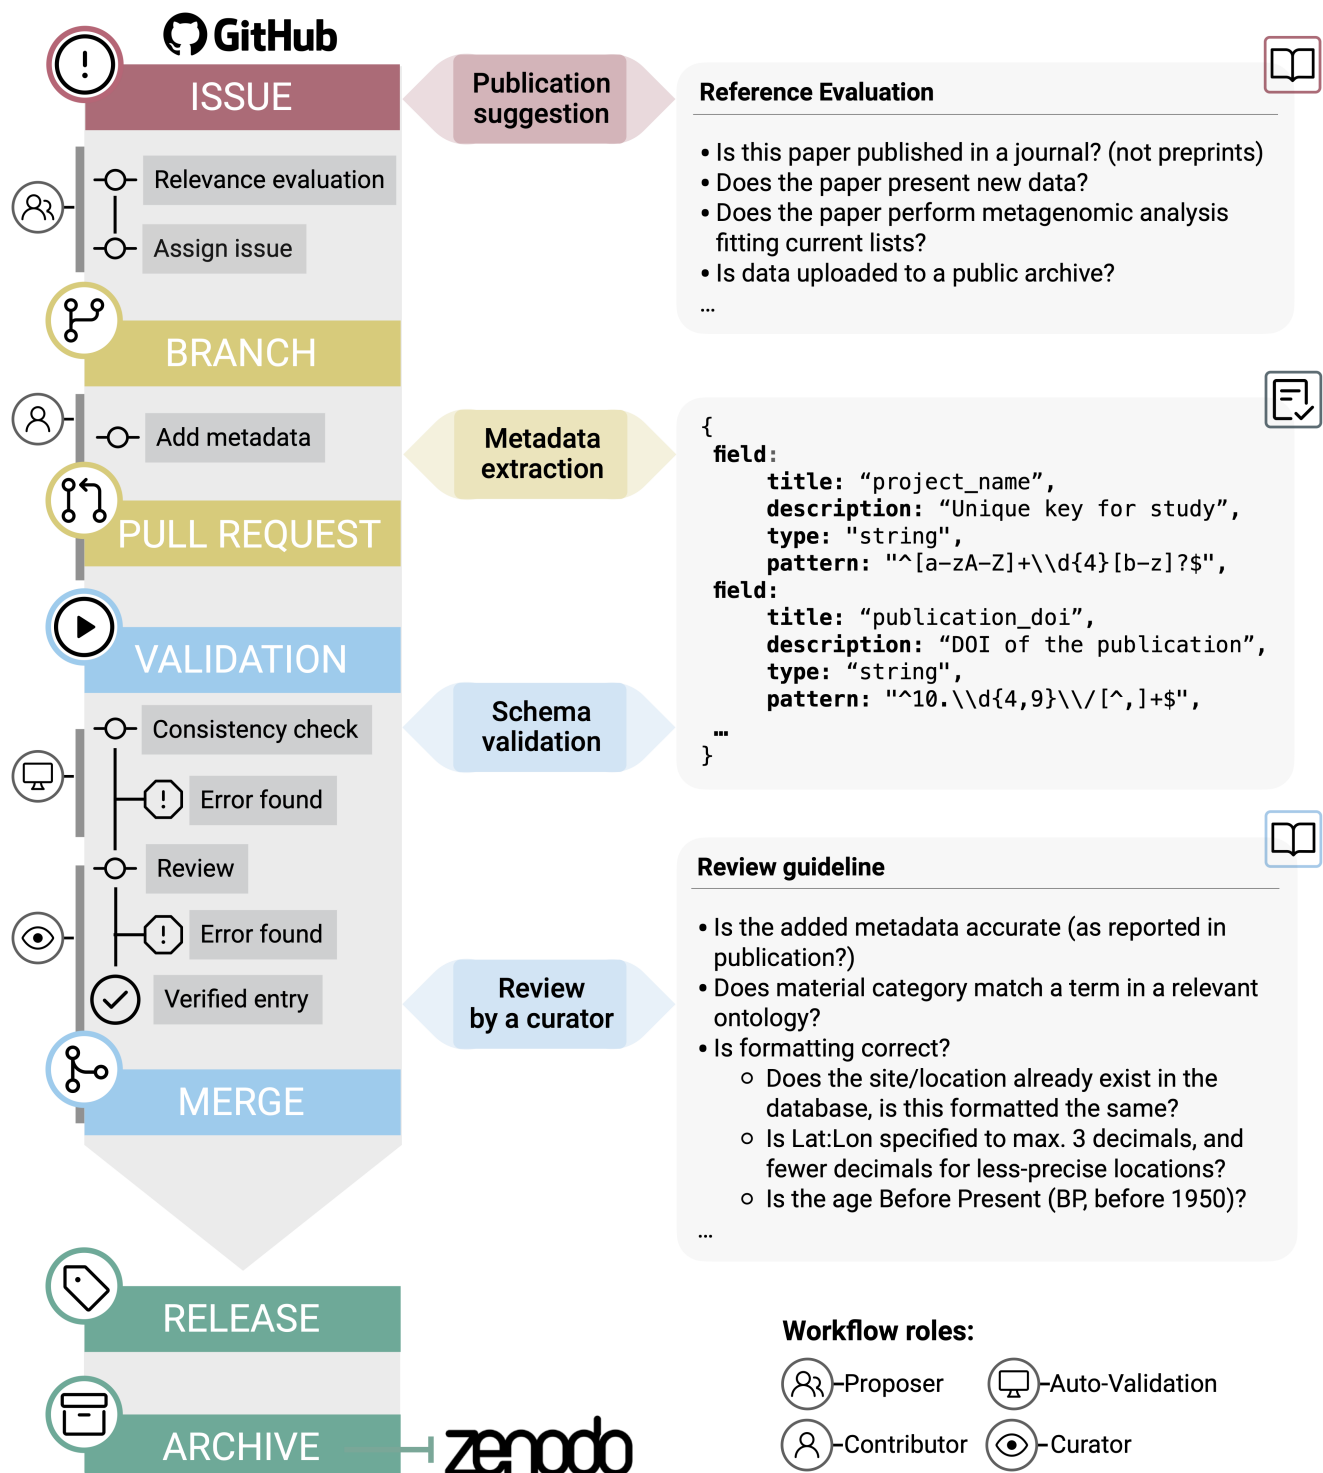 GitHub
ISSUE
Relevance evaluation
Assign issue
BRANCH
Add metadata
PULL REQUEST
VALIDATION
Consistency check
Error found
Review
Error found
Verified entry
MERGE
RELEASE
ARCHIVE
zenodo
Publication
suggestion
Metadata
extraction
Schema
validation
Review
by a curator
Reference Evaluation
• Is this paper published in a journal? (not preprints)
• Does the paper present new data?
• Does the paper perform metagenomic analysis
fitting current lists?
• Is data uploaded to a public archive?
...
{
field:
title: “project_name”,
description: “Unique key for study”,
type: "string",
pattern: "^[a-zA-Z]+\\d{4}[b-z]?$",
field:
title: “publication_doi”,
description: “DOI of the publication”,
type: “string",
pattern: "^10.\\d{4,9}\\/[^,]+$",
...
}
Review guideline
• Is the added metadata accurate (as reported in
publication?)
• Does material category match a term in a relevant
ontology?
• Is formatting correct?
○ Does the site/location already exist in the
database, is this formatted the same?
○ Is Lat:Lon specified to max. 3 decimals, and
fewer decimals for less-precise locations?
○ Is the age Before Present (BP, before 1950)?
...
Workflow roles:
Proposer
Auto-Validation
Contributor
Curator